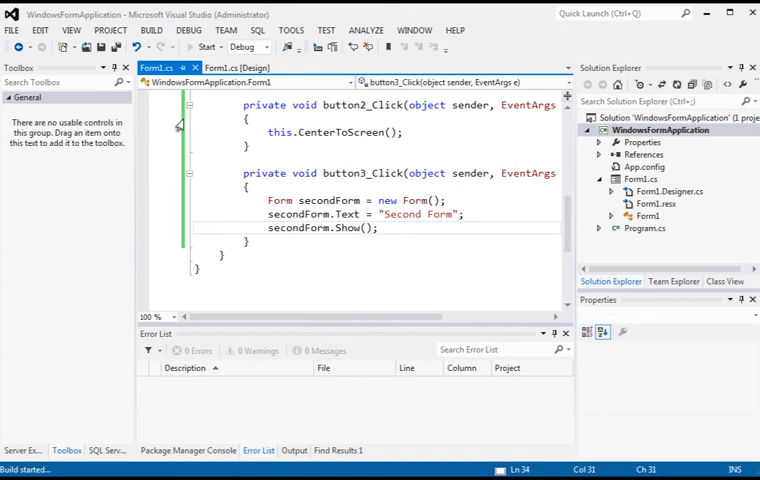 WindowsFormApplication - Microsoft Visual Studio (Administrator)
Quick Launch (Ctrl+Q)
FILE EDIT VIEW PROJECT BUILD DEBUG TEAM SQL TOOLS TEST ANALYZE WINDOW HELP
Start Debug
Toolbox
Search Toolbox
General
There are no usable controls in
this group. Drag an item onto
this text to add it to the toolbox.
Form1.cs Form1.cs [Design]
WindowsFormApplication.Form1 button3_Click(object sender, EventArgs e)
private void button2_Click(object sender, EventArgs
{
this.CenterToScreen();
}
private void button3_Click(object sender, EventArgs
{
Form secondForm = new Form();
secondForm.Text = "Second Form";
secondForm.Show();
}
}
}
100 %
Solution Explorer
Search Solution Explorer (Ctrl+;)
Solution 'WindowsFormApplication' (1 proje
WindowsFormApplication
Properties
References
App.config
Form1.cs
Form1.Designer.cs
Form1.resx
Form1
Program.cs
Solution Explorer Team Explorer Class View
Properties
Error List
0 Errors 0 Warnings 0 Messages
Search Error List
Description File Line Column Project
Server Ex... Toolbox SQL Serv...
Package Manager Console Error List Output Find Results 1
Build started...
Ln 34 Col 31 Ch 31 INS